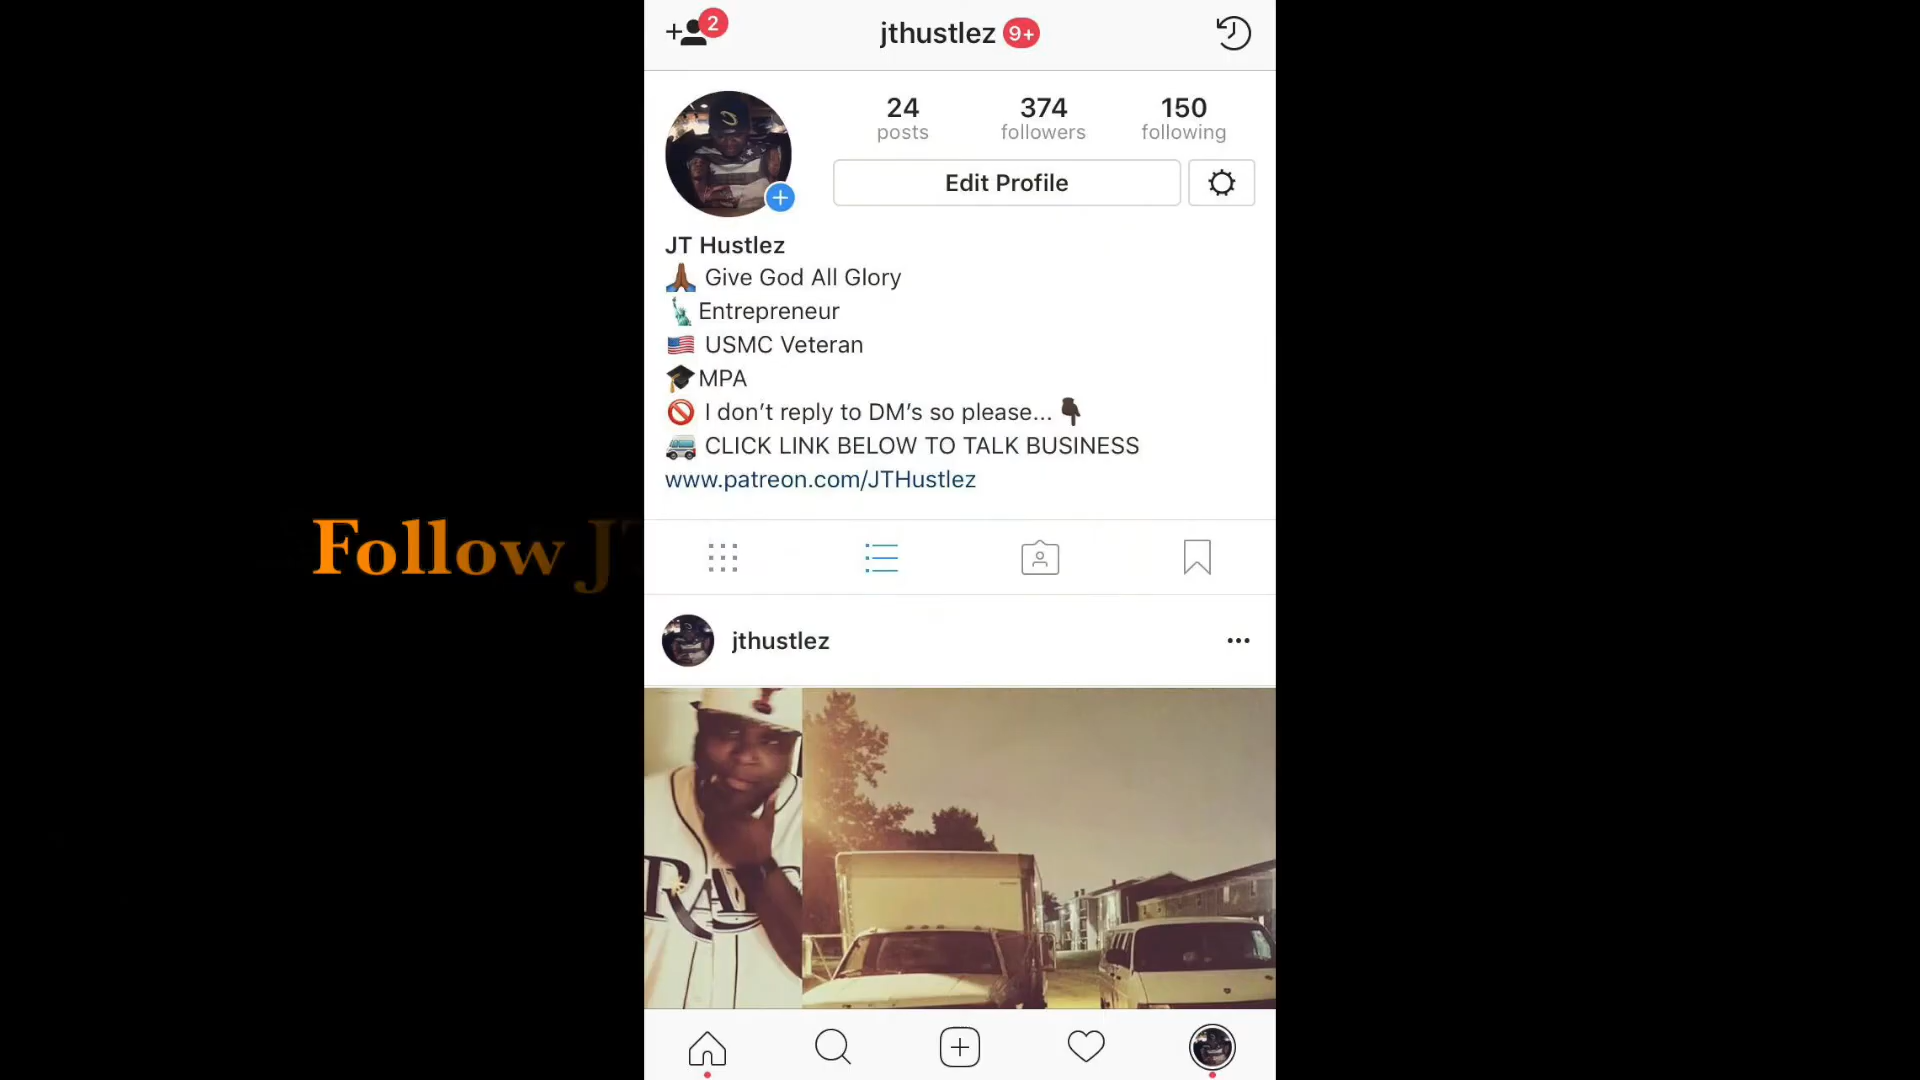 2
jthustlez 9+
24 374 150
posts followers following
Edit Profile
JT Hustlez
🙏🏾 Give God All Glory
🗽Entrepreneur
🇺🇸 USMC Veteran
🎓MPA
🚫 I don’t reply to DM’s so please... 👇🏿
🚐 CLICK LINK BELOW TO TALK BUSINESS
www.patreon.com/JTHustlez
Follow JT
jthustlez
RAYS